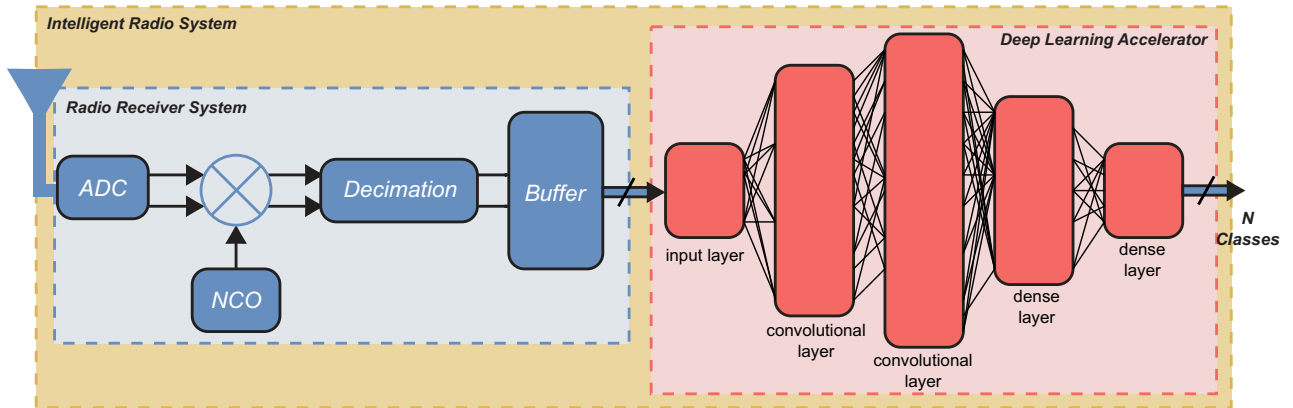 Intelligent Radio System
Radio Receiver System
ADC
NCO
Decimation
Buffer
Deep Learning Accelerator
input layer
convolutional
layer
convolutional
layer
dense
layer
dense
layer
N
Classes